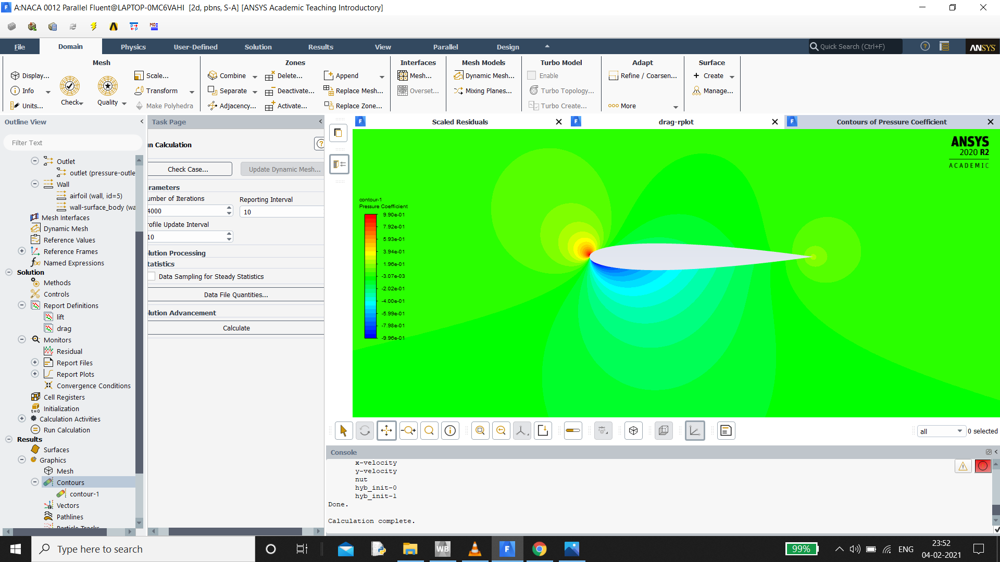 A:NACA 0012 Parallel Fluent@LAPTOP-0MC6VAHI [2d, pbns, S-A] [ANSYS Academic Teaching Introductory]
File
Domain
Physics
User-Defined
Solution
Results
View
Parallel
Design
Quick Search (Ctrl+F)
ANSYS
Mesh
Display...
Info
Units...
Check
Quality
Scale...
Transform
Make Polyhedra
Zones
Combine
Separate
Adjacency...
Delete...
Deactivate...
Activate...
Append
Replace Mesh...
Replace Zone...
Interfaces
Mesh...
Overset...
Mesh Models
Dynamic Mesh...
Mixing Planes...
Turbo Model
Enable
Turbo Topology...
Turbo Create...
Adapt
Refine / Coarsen...
More
Surface
Create
Manage...
Outline View
Filter Text
Outlet
outlet (pressure-outle
Wall
airfoil (wall, id=5)
wall-surface_body (wa
Mesh Interfaces
Dynamic Mesh
Reference Values
Reference Frames
Named Expressions
Solution
Methods
Controls
Report Definitions
lift
drag
Monitors
Residual
Report Files
Report Plots
Convergence Conditions
Cell Registers
Initialization
Calculation Activities
Run Calculation
Results
Surfaces
Graphics
Mesh
Contours
contour-1
Vectors
Pathlines
Particle Tracks
Task Page
un Calculation
Check Case...
Update Dynamic Mesh...
rameters
umber of Iterations
Reporting Interval
4000
10
rofile Update Interval
10
lution Processing
tatistics
Data Sampling for Steady Statistics
Data File Quantities...
lution Advancement
Calculate
Scaled Residuals
drag-rplot
Contours of Pressure Coefficient
ANSYS
2020 R2
ACADEMIC
contour-1
Pressure Coefficient
9.90e-01
7.92e-01
5.93e-01
3.94e-01
1.96e-01
-3.07e-03
-2.02e-01
-4.00e-01
-5.99e-01
-7.98e-01
-9.96e-01
all
0 selected
Console
x-velocity
y-velocity
nut
hyb_init-0
hyb_init-1
Done.
Calculation complete.
Type here to search
WB
99%
ENG
23:52
04-02-2021